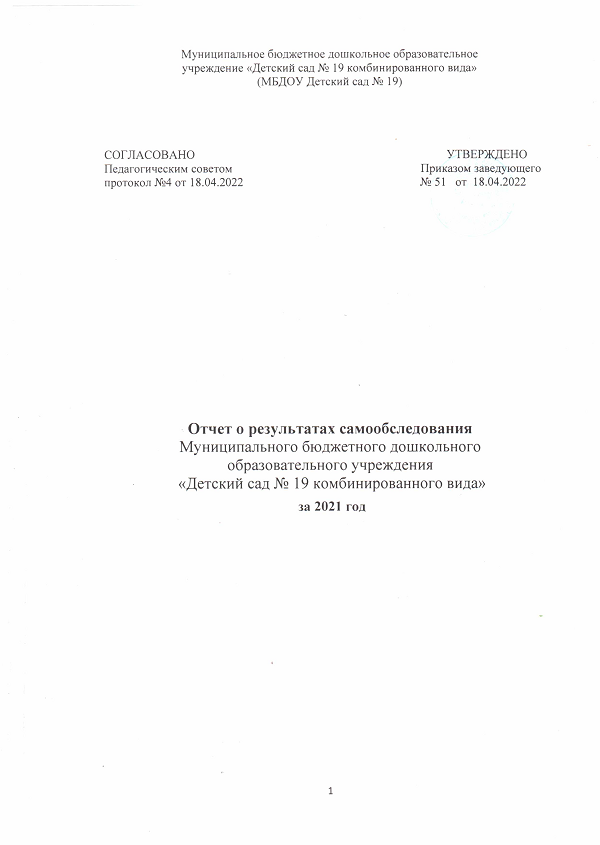 Муниципальное бюджетное дошкольное образовательное
учреждение «Детский сад № 19 комбинированного вида»
(МБДОУ Детский сад № 19)
СОГЛАСОВАНО
Педагогическим советом
протокол №4 от 18.04.2022
УТВЕРЖДЕНО
Приказом заведующего
№ 51 от 18.04.2022
Отчет о результатах самообследования
Муниципального бюджетного дошкольного
образовательного учреждения
«Детский сад № 19 комбинированного вида»
за 2021 год
1